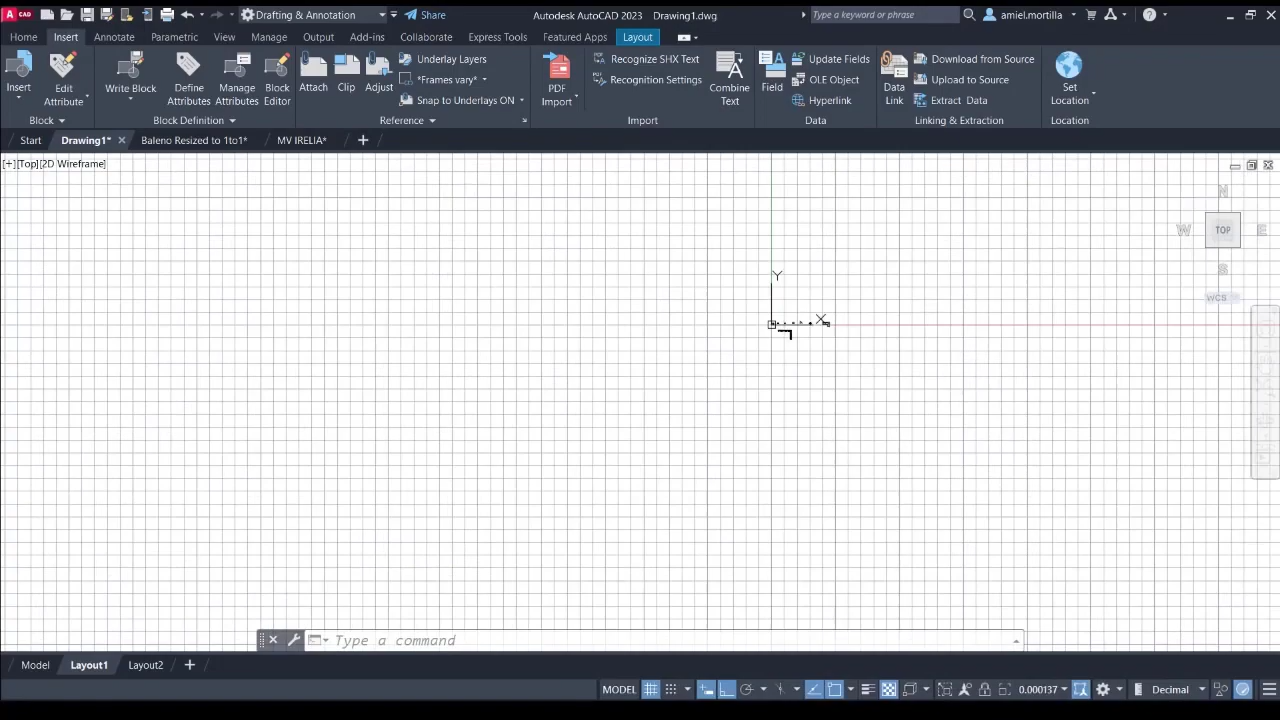 CAD
Drafting & Annotation
Share
Autodesk AutoCAD 2023 Drawing1.dwg
Type a keyword or phrase
amiel.mortilla
Home Insert Annotate Parametric View Manage Output Add-ins Collaborate Express Tools Featured Apps Layout
Insert
Edit
Attribute
Write Block
Define
Attributes
Manage
Attributes
Block
Editor
Attach
Clip
Adjust
Underlay Layers
*Frames vary*
Snap to Underlays ON
PDF
Import
Recognize SHX Text
Recognition Settings
Combine
Text
Field
Update Fields
OLE Object
Hyperlink
Data
Link
Download from Source
Upload to Source
Extract Data
Set
Location
Block Block Definition Reference Import Data Linking & Extraction Location
Start Drawing1* Baleno Resized to 1to1* MV IRELIA*
[+][Top][2D Wireframe]
N
W TOP E
S
WCS
Y
X
Type a command
Model Layout1 Layout2
MODEL 0.000137 Decimal